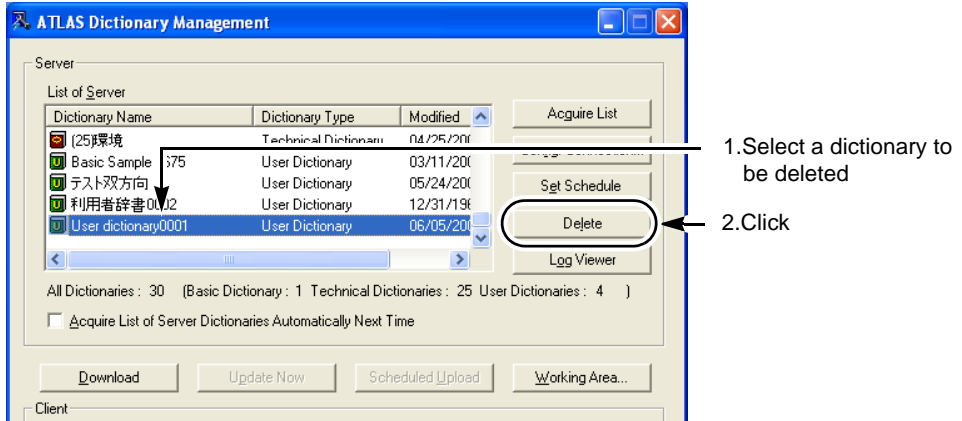 ATLAS Dictionary Management
Server
List of Server
Dictionary Name Dictionary Type Modified
(25)環境 Technical Dictionary 04/25/200
Basic Sample 575 User Dictionary 03/11/200
テスト双方向 User Dictionary 05/24/200
利用者辞書0002 User Dictionary 12/31/196
User dictionary0001 User Dictionary 06/05/200
Acquire List
Set Schedule
Delete
Log Viewer
1.Select a dictionary to
be deleted
2.Click
All Dictionaries : 30 (Basic Dictionary : 1 Technical Dictionaries : 25 User Dictionaries : 4 )
Acquire List of Server Dictionaries Automatically Next Time
Download Update Now Scheduled Upload Working Area...
Client